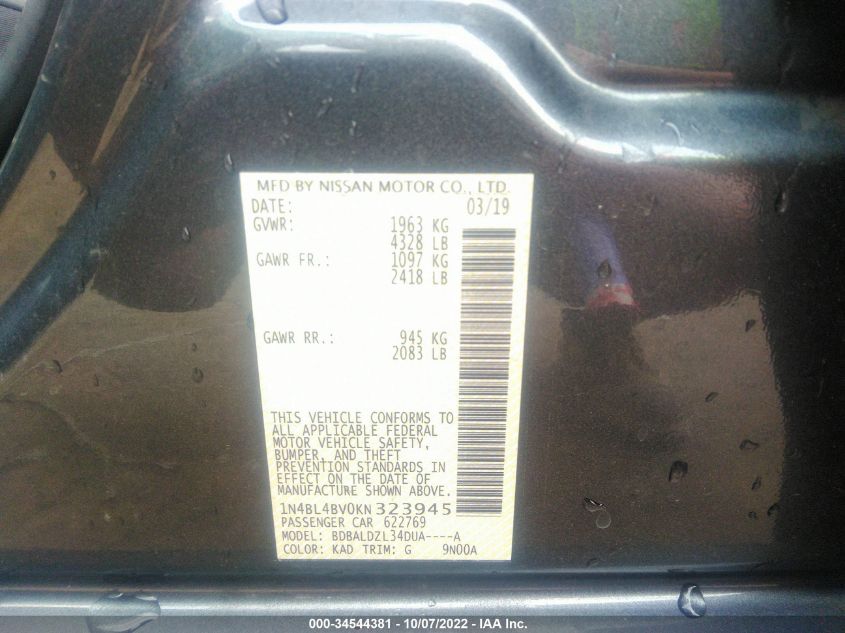 MFD BY NISSAN MOTOR CO., LTD.
DATE: 03/19
GVWR: 1963 KG
4328 LB
GAWR FR.: 1097 KG
2418 LB
GAWR RR.: 945 KG
2083 LB
THIS VEHICLE CONFORMS TO
ALL APPLICABLE FEDERAL
MOTOR VEHICLE SAFETY,
BUMPER, AND THEFT
PREVENTION STANDARDS IN
EFFECT ON THE DATE OF
MANUFACTURE SHOWN ABOVE.
1N4BL4BV0KN323945
PASSENGER CAR 622769
MODEL: BDBALDZL34DUA----A
COLOR: KAD TRIM: G 9N00A
000-34544381 - 10/07/2022 - IAA Inc.